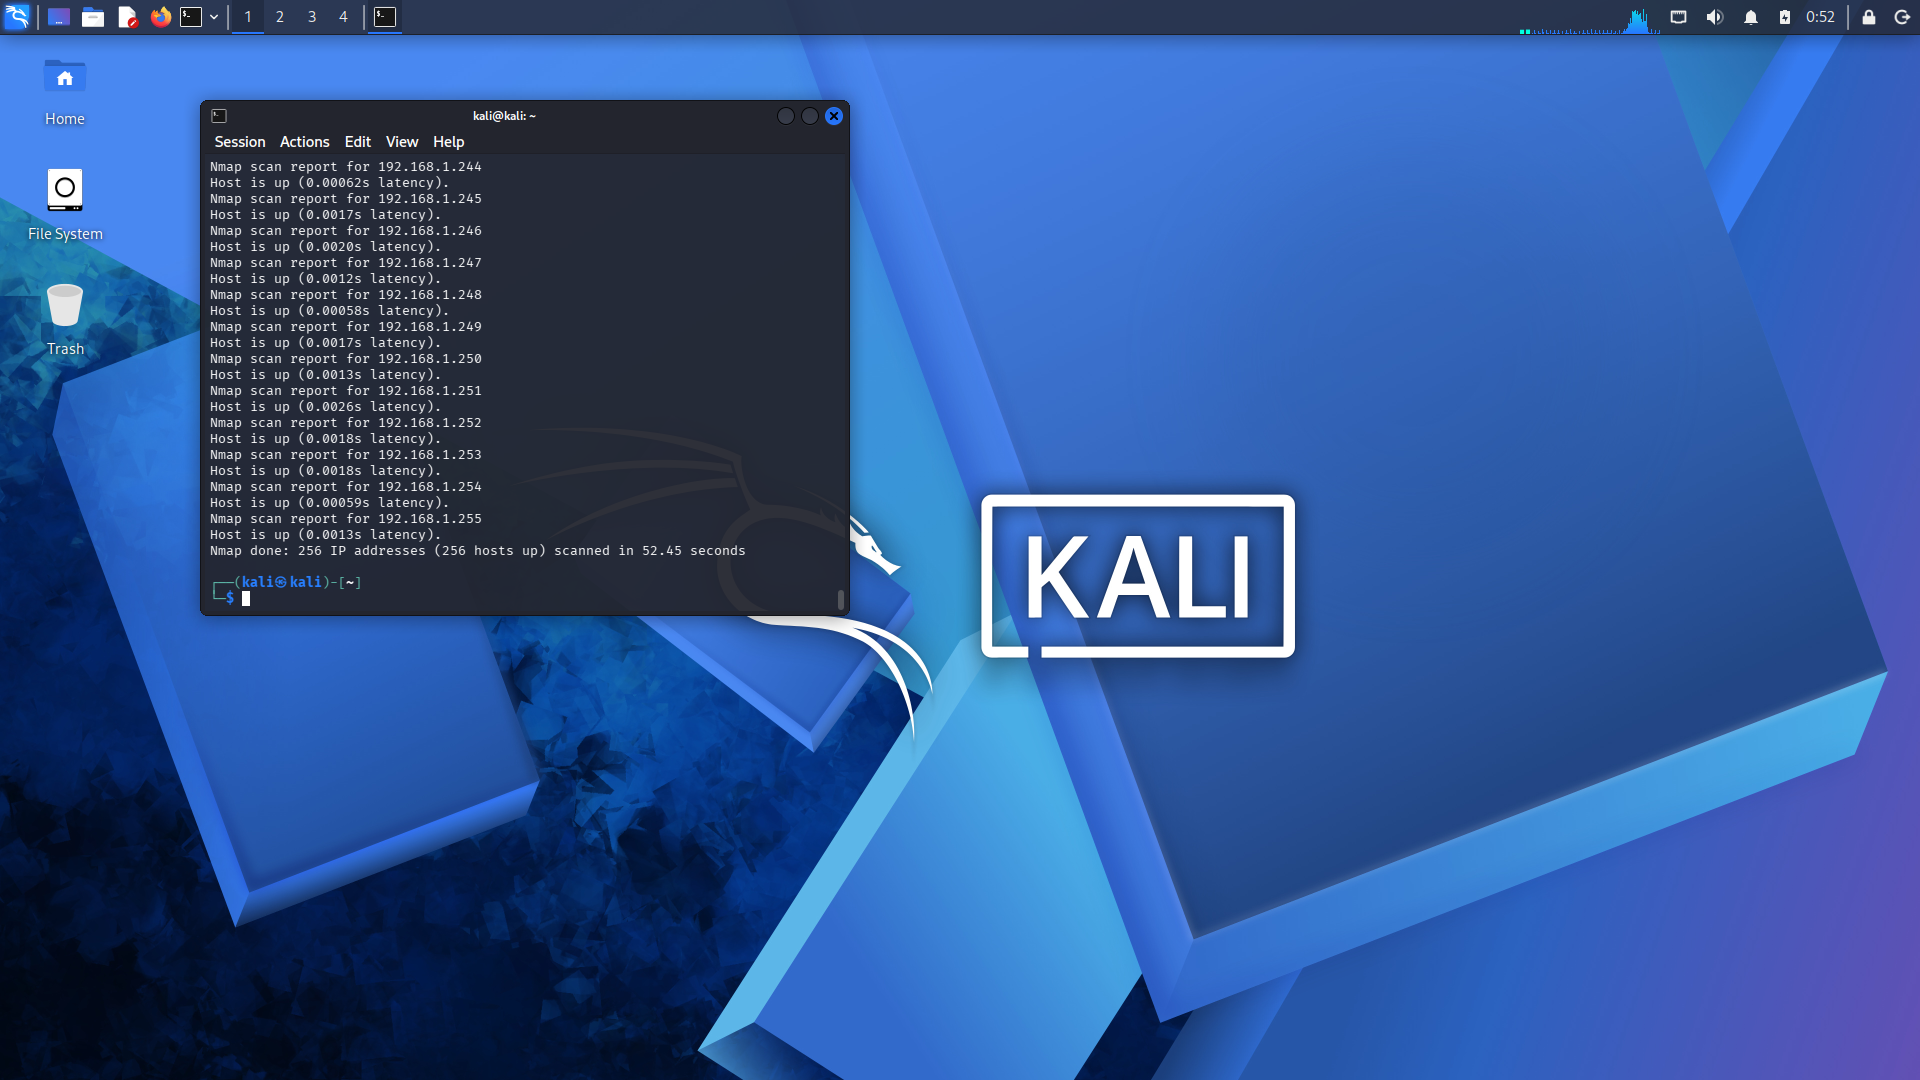 1 2 3 4
0:52
Home
File System
Trash
kali@kali: ~
Session Actions Edit View Help
Nmap scan report for 192.168.1.244
Host is up (0.00062s latency).
Nmap scan report for 192.168.1.245
Host is up (0.0017s latency).
Nmap scan report for 192.168.1.246
Host is up (0.0020s latency).
Nmap scan report for 192.168.1.247
Host is up (0.0012s latency).
Nmap scan report for 192.168.1.248
Host is up (0.00058s latency).
Nmap scan report for 192.168.1.249
Host is up (0.0017s latency).
Nmap scan report for 192.168.1.250
Host is up (0.0013s latency).
Nmap scan report for 192.168.1.251
Host is up (0.0026s latency).
Nmap scan report for 192.168.1.252
Host is up (0.0018s latency).
Nmap scan report for 192.168.1.253
Host is up (0.0018s latency).
Nmap scan report for 192.168.1.254
Host is up (0.00059s latency).
Nmap scan report for 192.168.1.255
Host is up (0.0013s latency).
Nmap done: 256 IP addresses (256 hosts up) scanned in 52.45 seconds
┌──(kali㉿kali)-[~]
└─$
KALI